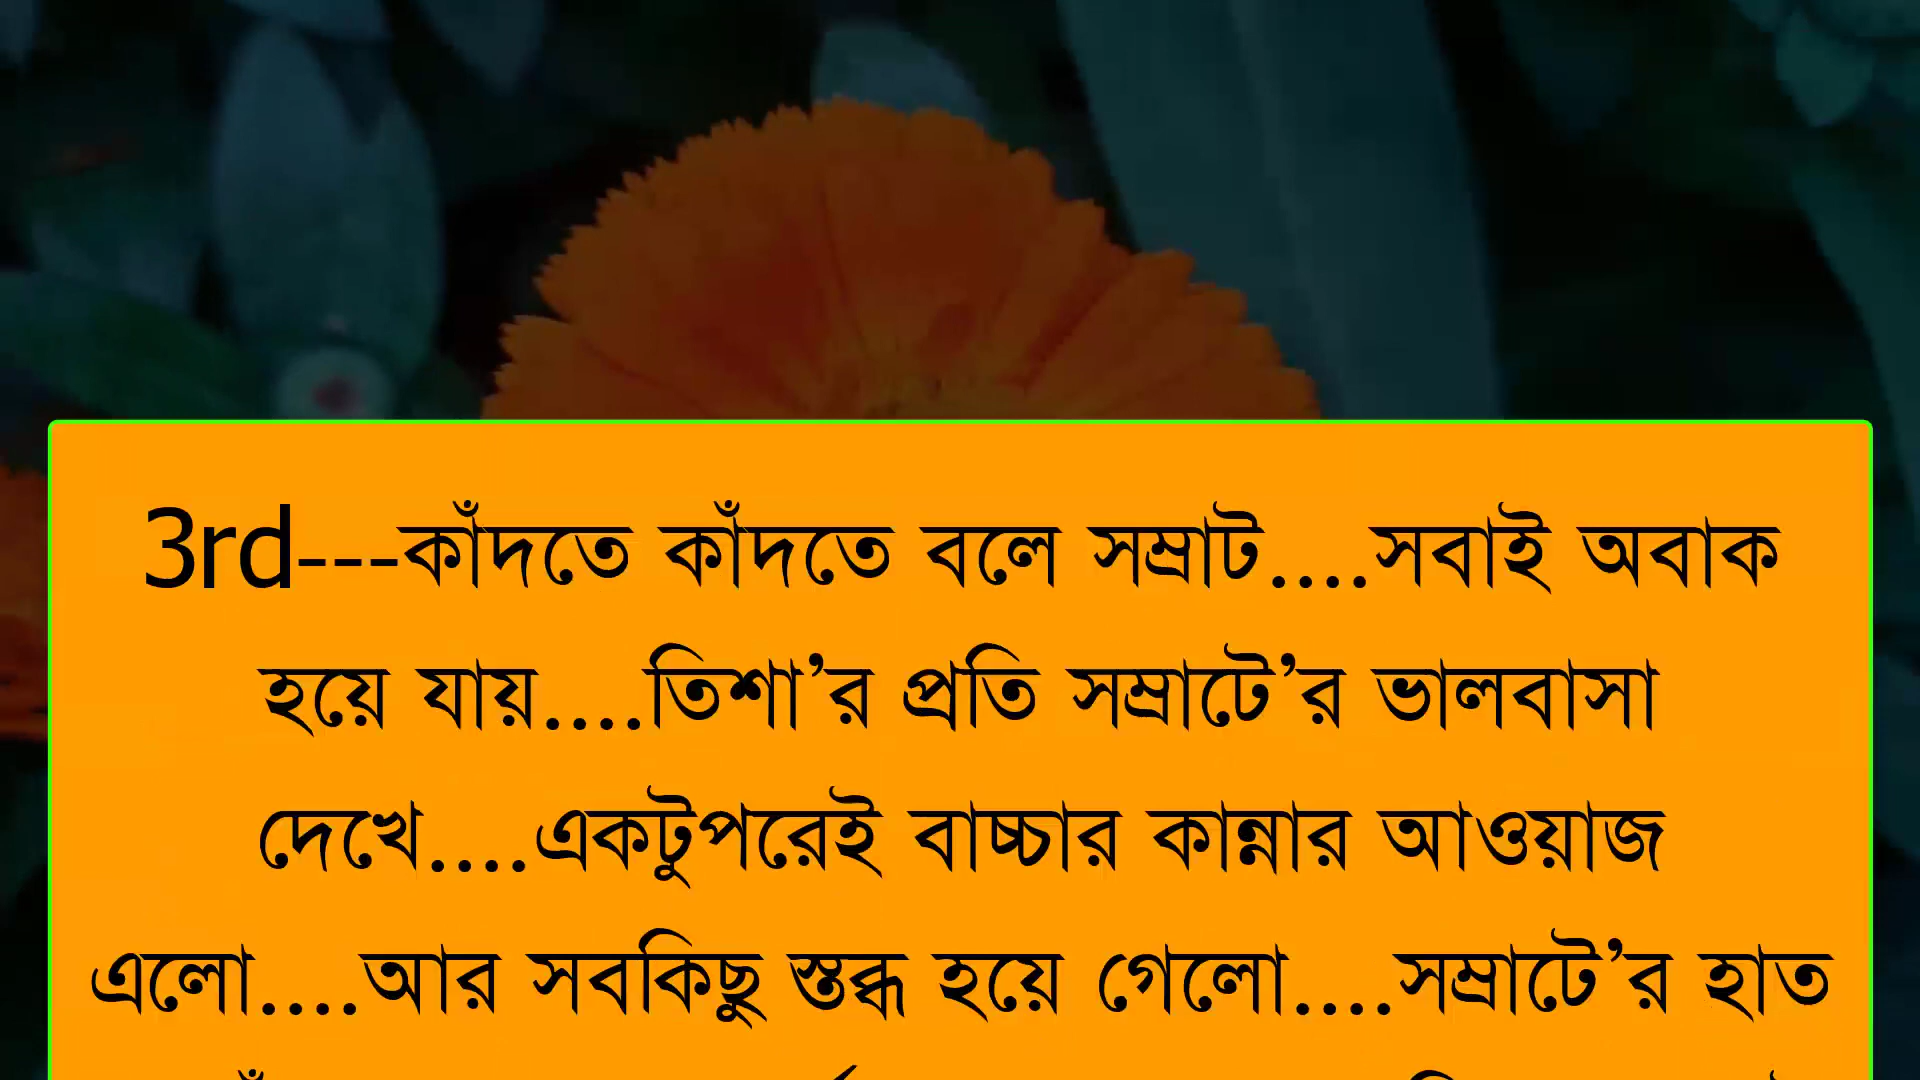 3rd---কাঁদতে কাঁদতে বলে সম্রাট....সবাই অবাক
হয়ে যায়....তিশা’র প্রতি সম্রাটে’র ভালবাসা
দেখে....একটুপরেই বাচ্চার কান্নার আওয়াজ
এলো....আর সবকিছু স্তব্ধ হয়ে গেলো....সম্রাটে’র হাত